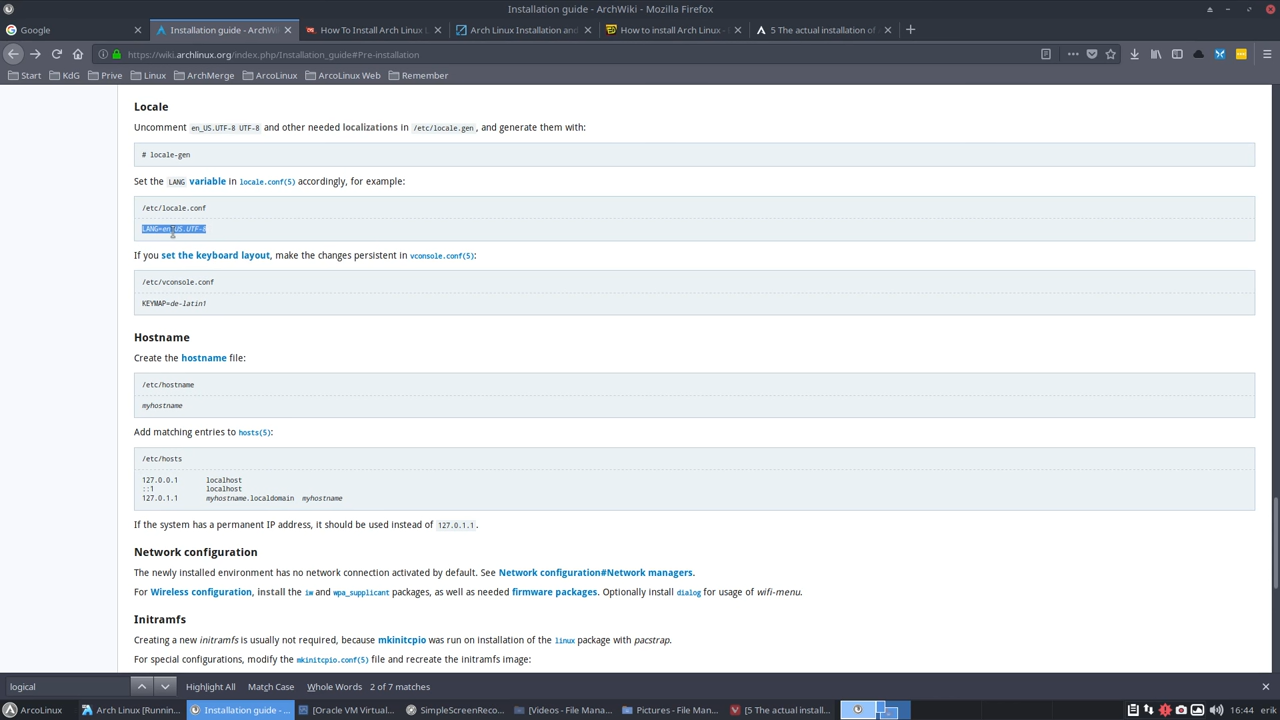 Installation guide - ArchWiki - Mozilla Firefox
Google
Installation guide - ArchWi
How To Install Arch Linux L
Arch Linux Installation and
How to install Arch Linux -
5 The actual installation of
https://wiki.archlinux.org/index.php/Installation_guide#Pre-installation
Start KdG Prive Linux ArchMerge ArcoLinux ArcoLinux Web Remember
Locale
Uncomment en_US.UTF-8 UTF-8 and other needed localizations in /etc/locale.gen, and generate them with:
# locale-gen
Set the LANG variable in locale.conf(5) accordingly, for example:
/etc/locale.conf
LANG=en_US.UTF-8
If you set the keyboard layout, make the changes persistent in vconsole.conf(5):
/etc/vconsole.conf
KEYMAP=de-latin1
Hostname
Create the hostname file:
/etc/hostname
myhostname
Add matching entries to hosts(5):
/etc/hosts
127.0.0.1 localhost
::1 localhost
127.0.1.1 myhostname.localdomain myhostname
If the system has a permanent IP address, it should be used instead of 127.0.1.1.
Network configuration
The newly installed environment has no network connection activated by default. See Network configuration#Network managers.
For Wireless configuration, install the iw and wpa_supplicant packages, as well as needed firmware packages. Optionally install dialog for usage of wifi-menu.
Initramfs
Creating a new initramfs is usually not required, because mkinitcpio was run on installation of the linux package with pacstrap.
For special configurations, modify the mkinitcpio.conf(5) file and recreate the initramfs image:
logical
Highlight All Match Case Whole Words 2 of 7 matches
ArcoLinux
Arch Linux [Runnin...
Installation guide - ...
[Oracle VM Virtual...
SimpleScreenReco...
[Videos - File Mana...
Pictures - File Man...
[5 The actual install...
16:44 erik